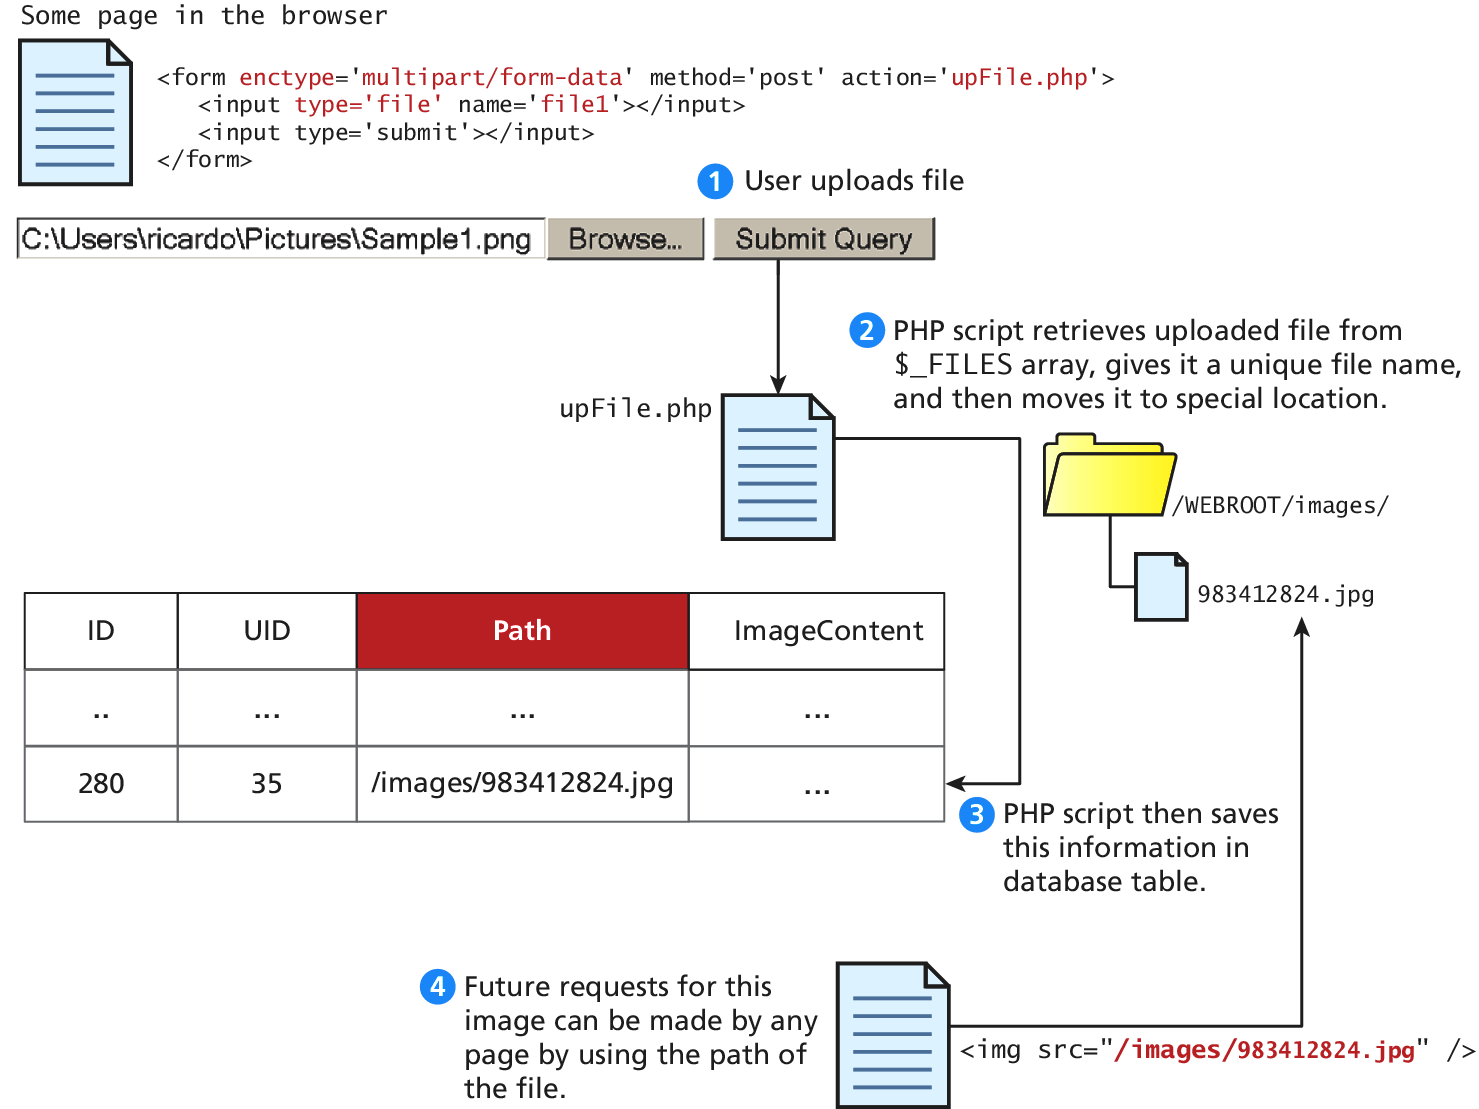 Some page in the browser
<form enctype='multipart/form-data' method='post' action='upFile.php'>
<input type='file' name='file1'></input>
<input type='submit'></input>
</form>
1 User uploads file
C:\Users\ricardo\Pictures\Sample1.png Browse... Submit Query
2 PHP script retrieves uploaded file from
$_FILES array, gives it a unique file name,
and then moves it to special location.
upFile.php
/WEBROOT/images/
983412824.jpg
ID UID Path ImageContent
.. ... ... ...
280 35 /images/983412824.jpg ...
3 PHP script then saves
this information in
database table.
4 Future requests for this
image can be made by any
page by using the path of
the file.
<img src="/images/983412824.jpg" />